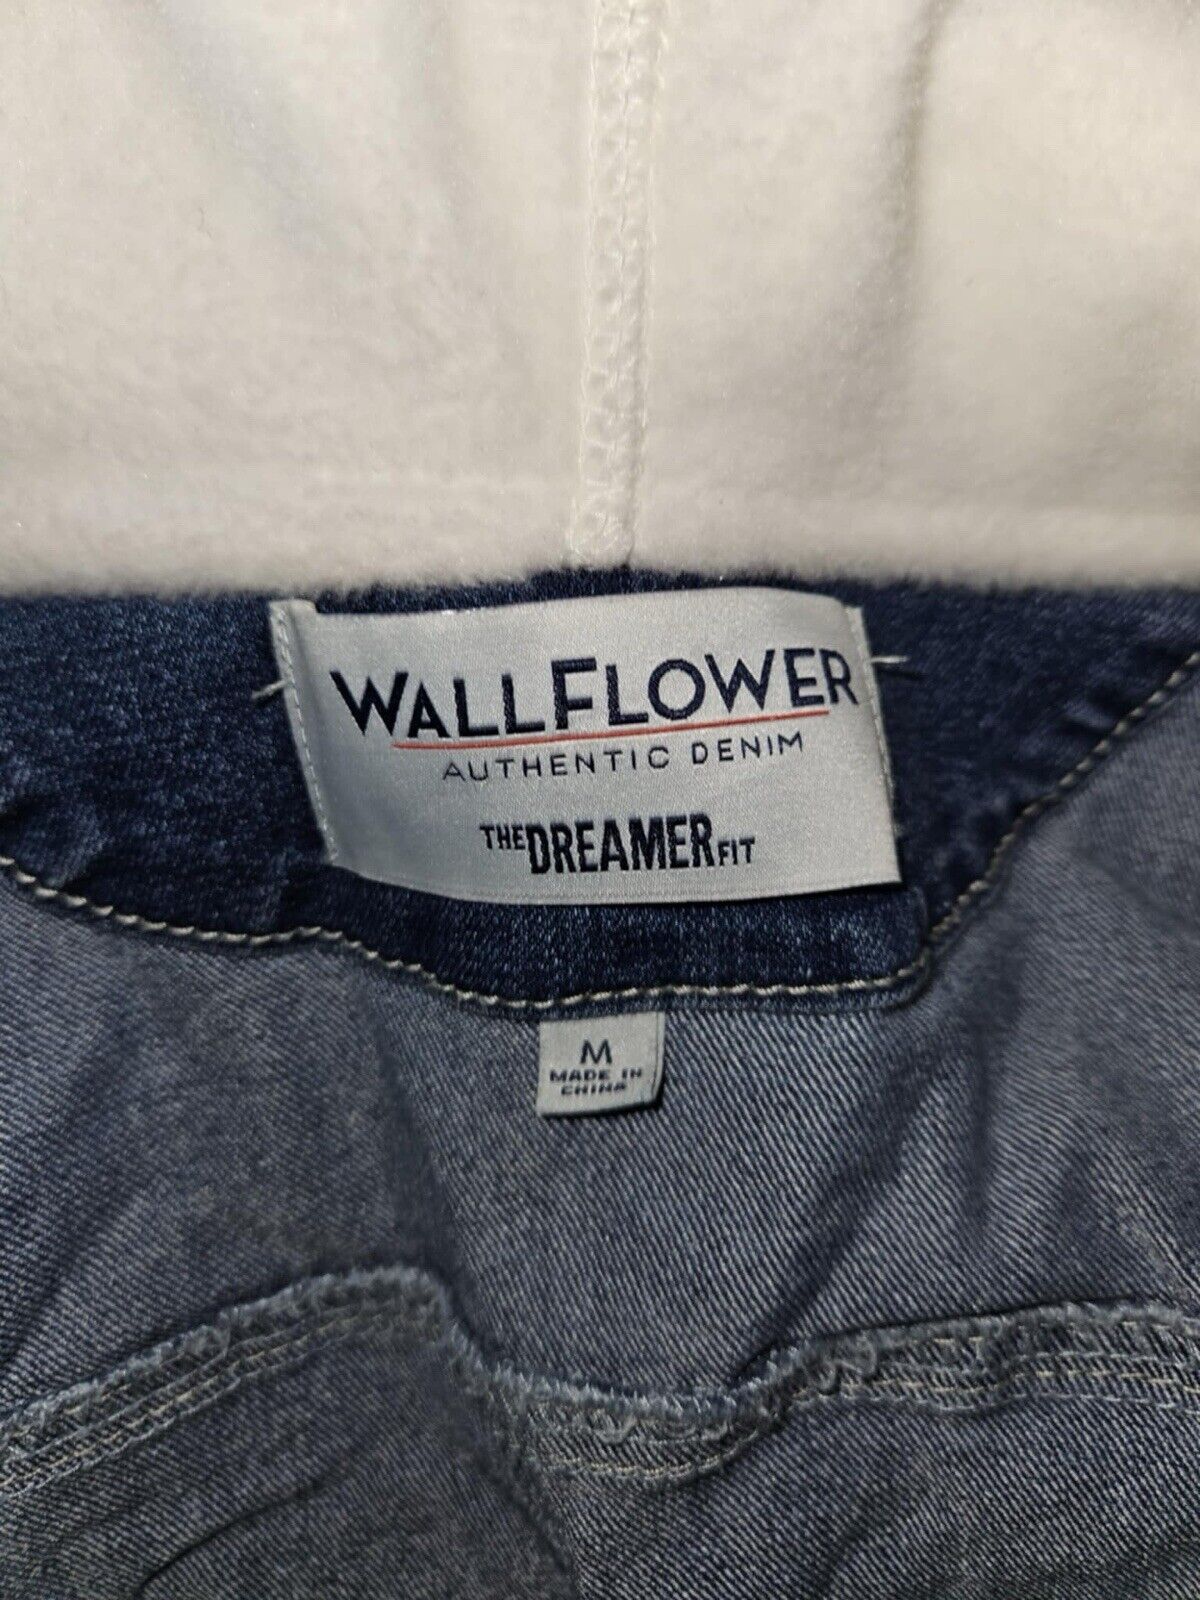 WALLFLOWER
AUTHENTIC DENIM
THE DREAMER FIT
M
MADE IN
CHINA